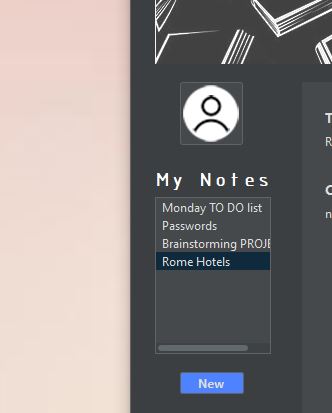 T
R
My Notes
Monday TO DO list
Passwords
Brainstorming PROJE
Rome Hotels
n
New